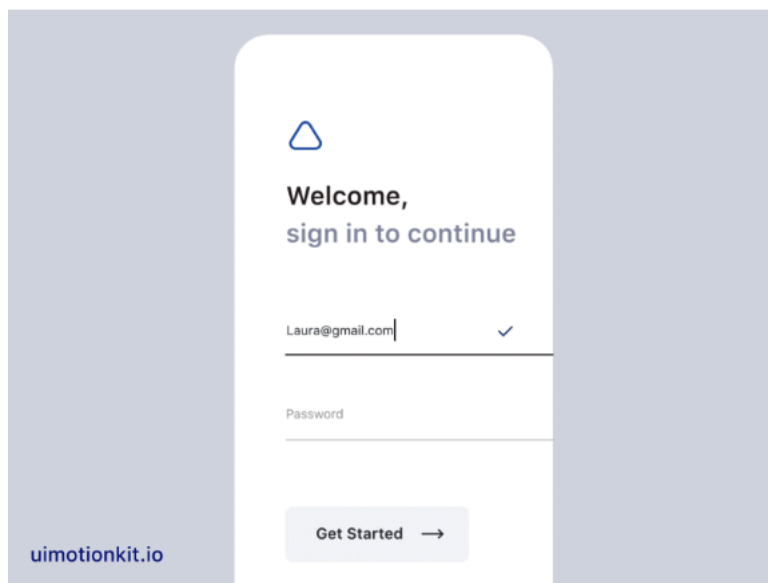 Welcome,
sign in to continue
Laura@gmail.com
Password
Get Started
uimotionkit.io